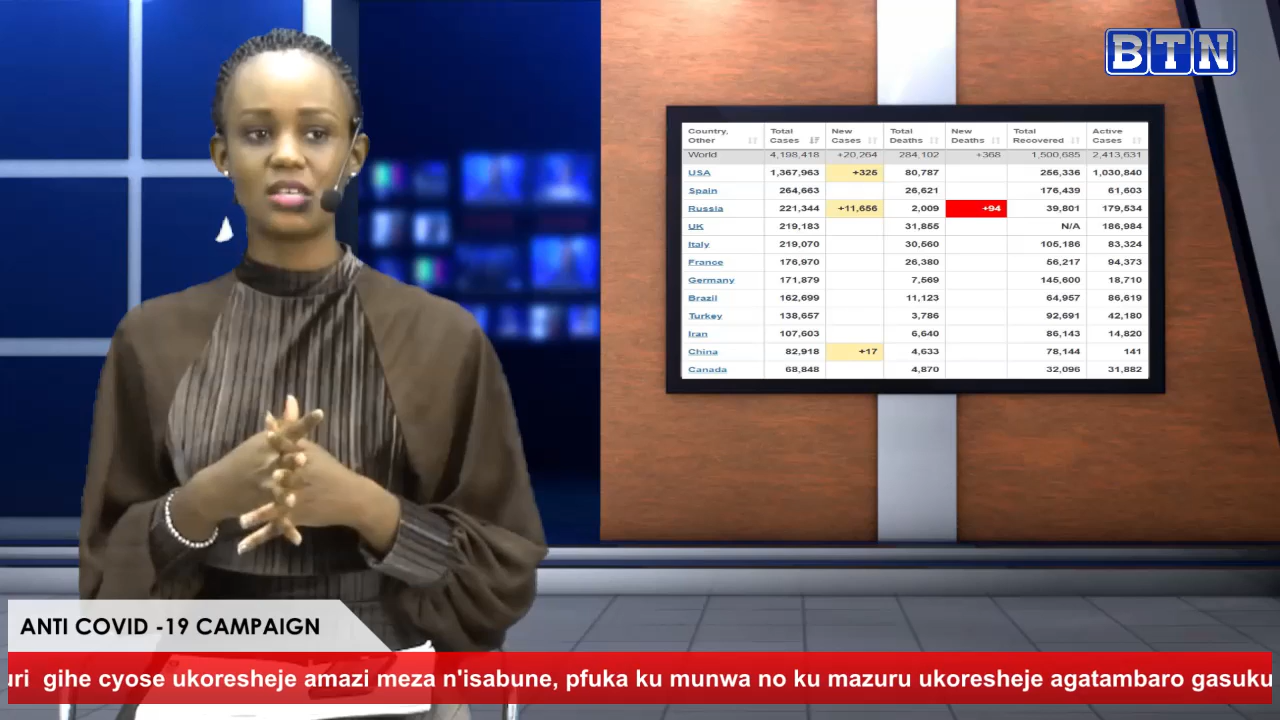 BTN
Country, Other Total Cases New Cases Total Deaths New Deaths Total Recovered Active Cases
World 4,198,418 +20,264 284,102 +368 1,500,685 2,413,631
USA 1,367,963 +325 80,787 256,336 1,030,840
Spain 264,663 26,621 176,439 61,603
Russia 221,344 +11,656 2,009 +94 39,801 179,534
UK 219,183 31,855 N/A 186,984
Italy 219,070 30,560 105,186 83,324
France 176,970 26,380 56,217 94,373
Germany 171,879 7,569 145,600 18,710
Brazil 162,699 11,123 64,957 86,619
Turkey 138,657 3,786 92,691 42,180
Iran 107,603 6,640 86,143 14,820
China 82,918 +17 4,633 78,144 141
Canada 68,848 4,870 32,096 31,882
ANTI COVID -19 CAMPAIGN
uri gihe cyose ukoresheje amazi meza n'isabune, pfuka ku munwa no ku mazuru ukoresheje agatambaro gasuku